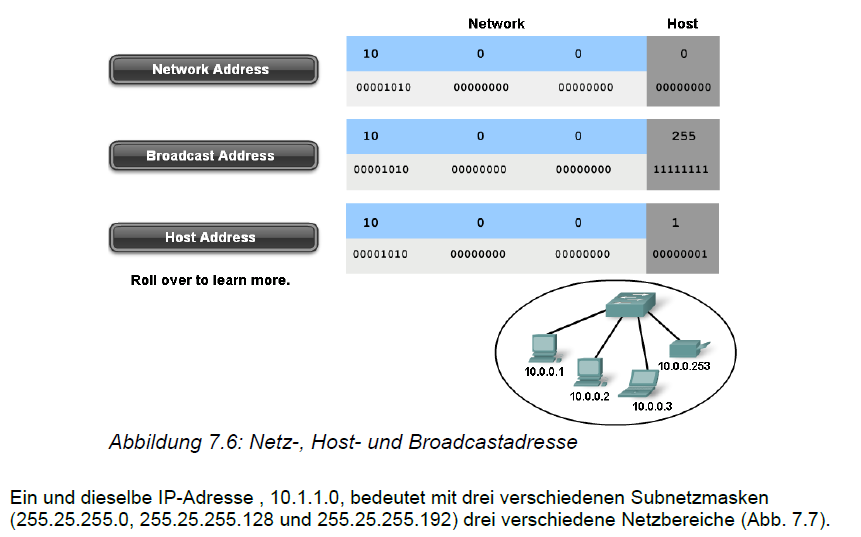 Network Host
10 0 0 0
Network Address
00001010 00000000 00000000 00000000
10 0 0 255
Broadcast Address
00001010 00000000 00000000 11111111
10 0 0 1
Host Address
00001010 00000000 00000000 00000001
Roll over to learn more.
10.0.0.1
10.0.0.2
10.0.0.3
10.0.0.253
Abbildung 7.6: Netz-, Host- und Broadcastadresse
Ein und dieselbe IP-Adresse , 10.1.1.0, bedeutet mit drei verschiedenen Subnetzmasken
(255.25.255.0, 255.25.255.128 und 255.25.255.192) drei verschiedene Netzbereiche (Abb. 7.7).